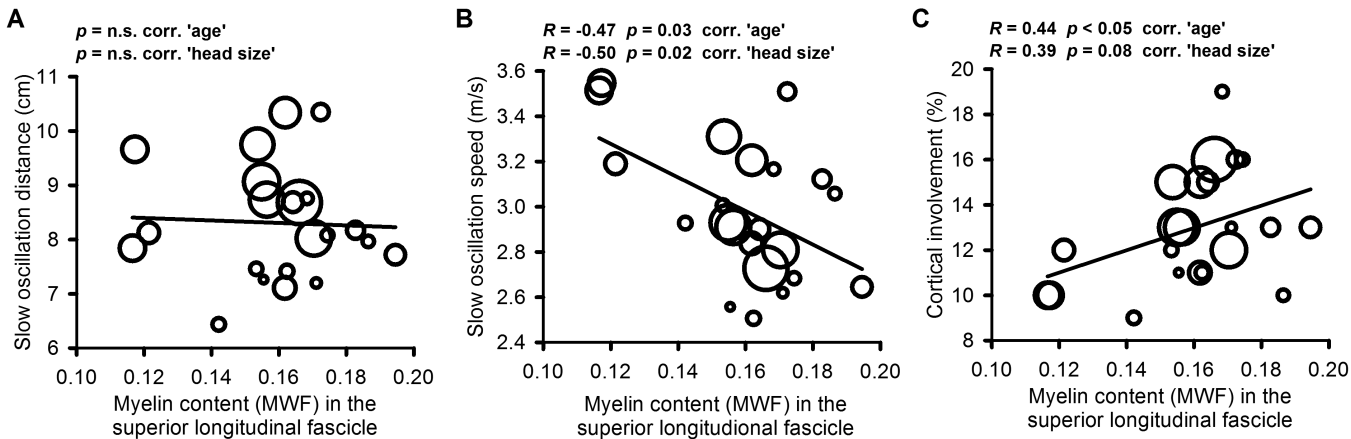 A
p = n.s. corr. 'age'
p = n.s. corr. 'head size'
Slow oscillation distance (cm)
11
10
9
8
7
6
0.10 0.12 0.14 0.16 0.18 0.20
Myelin content (MWF) in the
superior longitudinal fascicle
B
R = -0.47 p = 0.03 corr. 'age'
R = -0.50 p = 0.02 corr. 'head size'
Slow oscillation speed (m/s)
3.6
3.4
3.2
3.0
2.8
2.6
2.4
0.10 0.12 0.14 0.16 0.18 0.20
Myelin content (MWF) in the
superior longitudional fascicle
C
R = 0.44 p < 0.05 corr. 'age'
R = 0.39 p = 0.08 corr. 'head size'
Cortical involvement (%)
20
18
16
14
12
10
8
0.10 0.12 0.14 0.16 0.18 0.20
Myelin content (MWF) in the
superior longitudinal fascicle